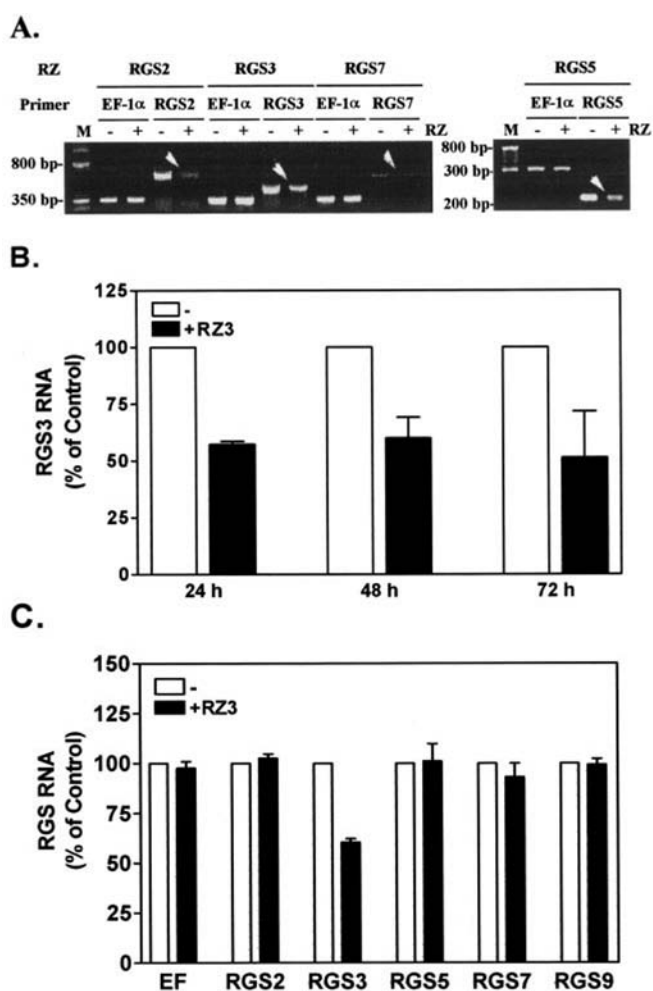 A.
RZ RGS2 RGS3 RGS7 RGS5
Primer EF-1α RGS2 EF-1α RGS3 EF-1α RGS7 EF-1α RGS5
M - + - + - + - + - + - + RZ M - + - + RZ
800 bp-
350 bp-
800 bp-
300 bp-
200 bp-
B.
RGS3 RNA
(% of Control)
125
100
75
50
25
0
-
+RZ3
24 h 48 h 72 h
C.
RGS RNA
(% of Control)
150
125
100
75
50
25
0
-
+RZ3
EF RGS2 RGS3 RGS5 RGS7 RGS9